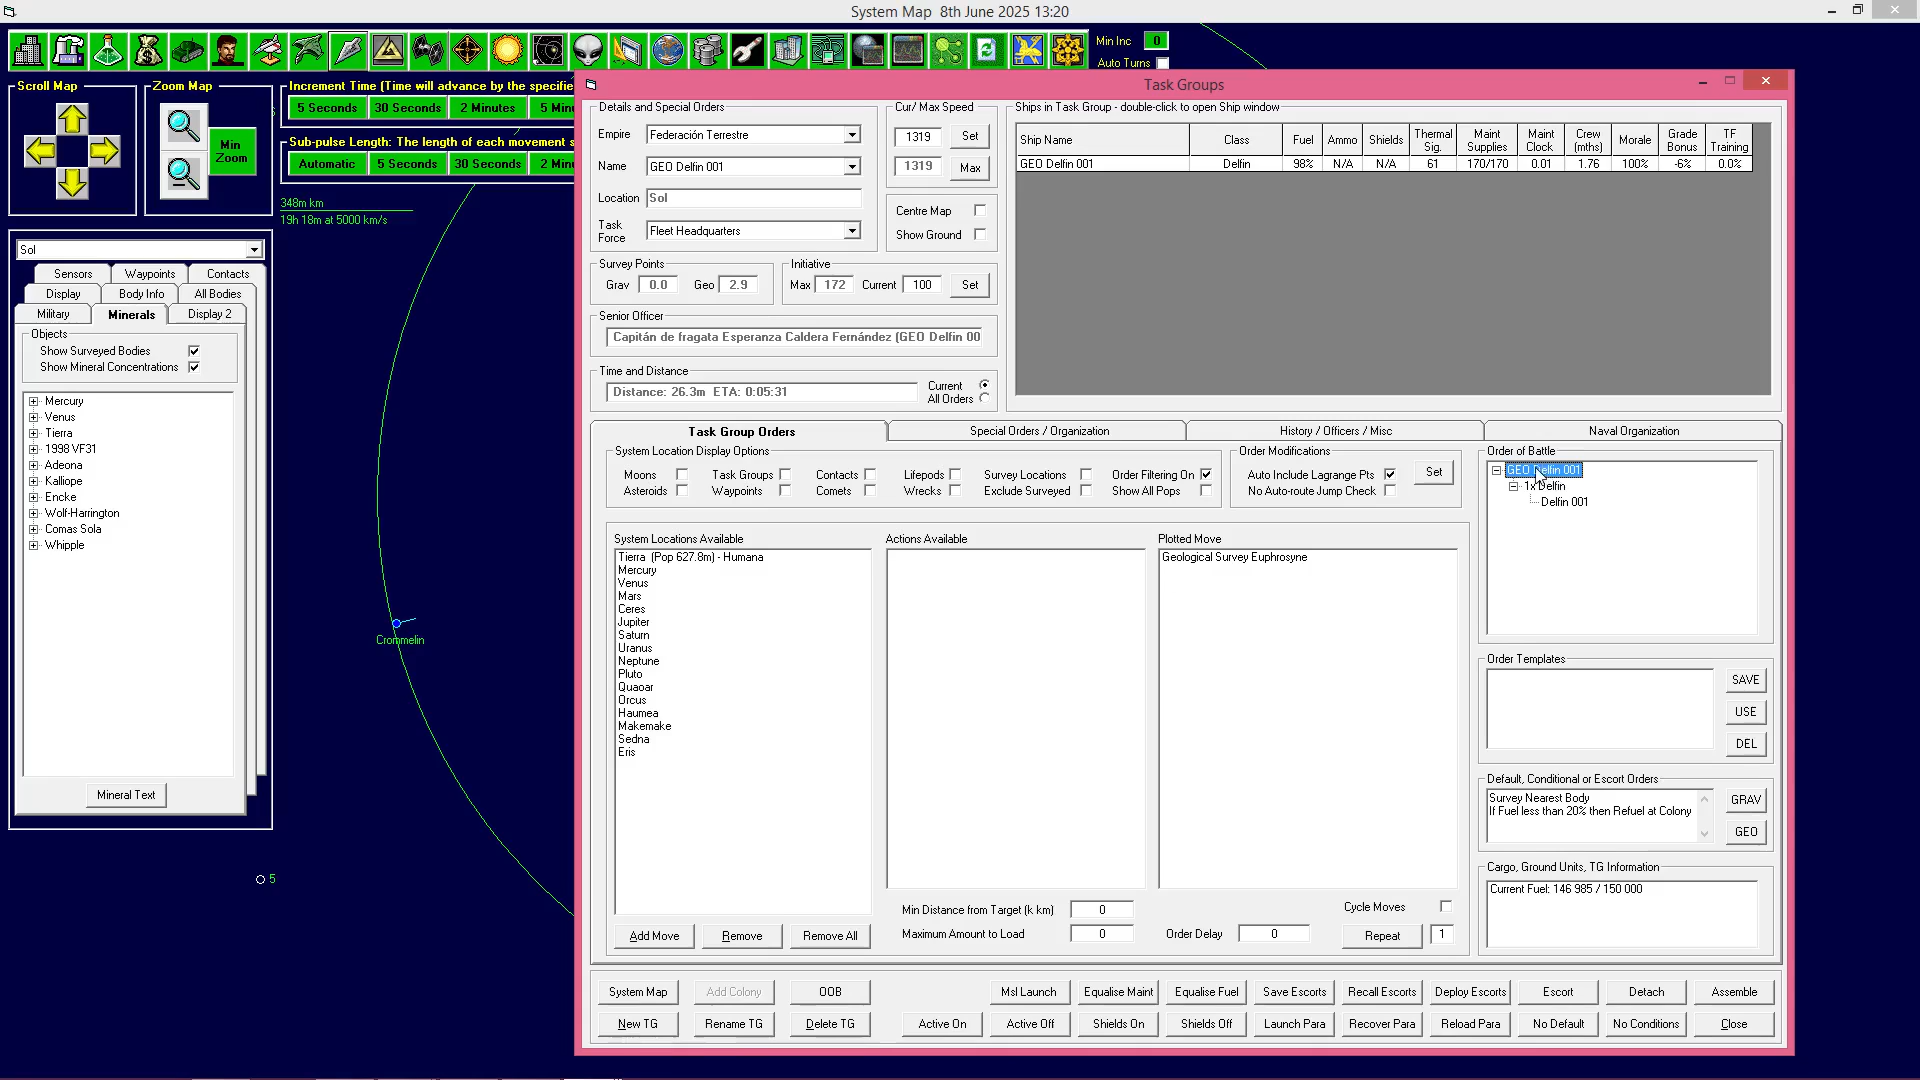 System Map 8th June 2025 13:20
Min Inc 0
Auto Turns
Scroll Map
Zoom Map
Min Zoom
Increment Time (Time will advance by the specifie
5 Seconds 30 Seconds 2 Minutes 5 Min
Sub-pulse Length: The length of each movement s
Automatic 5 Seconds 30 Seconds 2 Minu
348m km
19h 18m at 5000 km/s
Sol
Sensors Waypoints Contacts
Display Body Info All Bodies
Military Minerals Display 2
Objects
Show Surveyed Bodies
Show Mineral Concentrations
Mercury
Venus
Tierra
1998 VF31
Adeona
Kalliope
Encke
Wolf-Harrington
Comas Sola
Whipple
Mineral Text
5
Crommelin
Task Groups
Details and Special Orders
Empire Federación Terrestre
Name GEO Delfin 001
Location Sol
Task Force Fleet Headquarters
Cur/ Max Speed
1319 Set
1319 Max
Centre Map
Show Ground
Survey Points
Grav 0.0 Geo 2.9
Initiative
Max 172 Current 100 Set
Senior Officer
Capitán de fragata Esperanza Caldera Fernández (GEO Delfin 00
Time and Distance
Distance: 26.3m ETA: 0:05:31
Current
All Orders
Ships in Task Group - double-click to open Ship window
Ship Name Class Fuel Ammo Shields Thermal Sig. Maint Supplies Maint Clock Crew (mths) Morale Grade Bonus TF Training
GEO Delfin 001 Delfin 98% N/A N/A 61 170/170 0.01 1.76 100% -6% 0.0%
Task Group Orders Special Orders / Organization History / Officers / Misc Naval Organization
System Location Display Options
Moons Task Groups Contacts Lifepods Survey Locations Order Filtering On
Asteroids Waypoints Comets Wrecks Exclude Surveyed Show All Pops
Order Modifications
Auto Include Lagrange Pts
No Auto-route Jump Check
Set
System Locations Available
Tierra (Pop 627.8m) - Humana
Mercury
Venus
Mars
Ceres
Jupiter
Saturn
Uranus
Neptune
Pluto
Quaoar
Orcus
Haumea
Makemake
Sedna
Eris
Actions Available
Plotted Move
Geological Survey Euphrosyne
Add Move Remove Remove All
Min Distance from Target (k km) 0
Maximum Amount to Load 0
Order Delay 0
Cycle Moves
Repeat 1
Order of Battle
GEO Delfin 001
1x Delfin
Delfin 001
Order Templates
SAVE
USE
DEL
Default, Conditional or Escort Orders
Survey Nearest Body
If Fuel less than 20% then Refuel at Colony
GRAV
GEO
Cargo, Ground Units, TG Information
Current Fuel: 146 985 / 150 000
System Map Add Colony OOB Msl Launch Equalise Maint Equalise Fuel Save Escorts Recall Escorts Deploy Escorts Escort Detach Assemble
New TG Rename TG Delete TG Active On Active Off Shields On Shields Off Launch Para Recover Para Reload Para No Default No Conditions Close